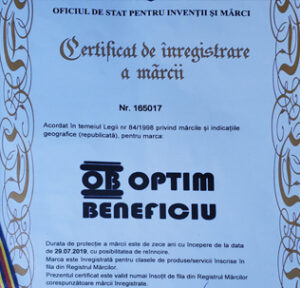 OFICIUL DE STAT PENTRU INVENȚII ȘI MĂRCI
Certificat de înregistrare
a mărcii
Nr. 165017
Acordat în temeiul Legii nr 84/1998 privind mărcile și indicațiile
geografice (republicată), pentru marca:
OB OPTIM
BENEFICIU
Durata de protecție a mărcii este de zece ani cu începere de la data
de 29.07.2019, cu posibilitatea de reînnoire.
Marca este înregistrată pentru clasele de produse/servicii înscrise în
fila din Registrul Mărcilor.
Prezentul certificat este valid numai însoțit de fila din Registrul Mărcilor
corespunzătoare mărcii înregistrate.